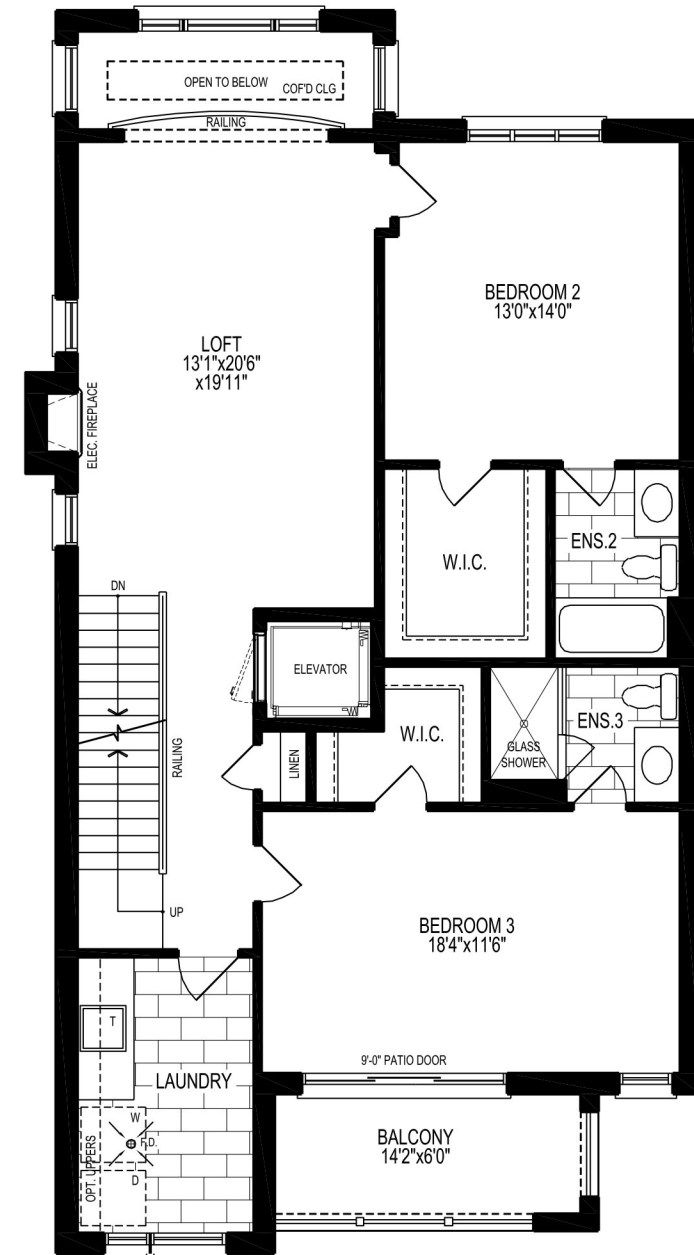 OPEN TO BELOW
COF'D CLG
RAILING
BEDROOM 2
13'0"x14'0"
LOFT
13'1"x20'6"
x19'11"
ELEC. FIREPLACE
ENS.2
W.I.C.
DN
ELEVATOR
W.I.C.
ENS.3
GLASS
SHOWER
RAILING
LINEN
UP
BEDROOM 3
18'4"x11'6"
9'-0" PATIO DOOR
T
LAUNDRY
W
F.D.
D
OPT. UPPERS
BALCONY
14'2"x6'0"